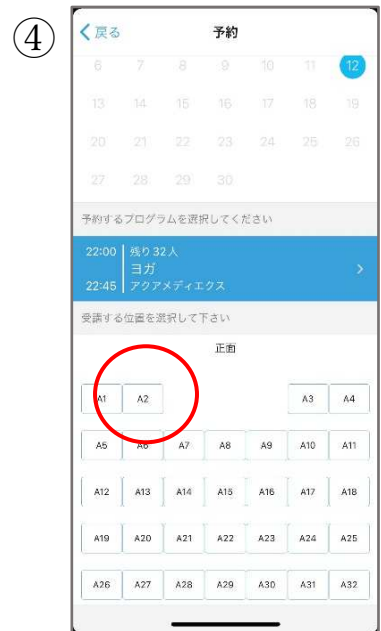 ④
戻る 予約
6 7 8 9 10 11 12
13 14 15 16 17 18 19
20 21 22 23 24 25 26
27 28 29 30
予約するプログラムを選択してください
22:00 残り32人
ヨガ
22:45 アクアメディエクス
受講する位置を選択して下さい
正面
A1 A2 A3 A4
A5 A6 A7 A8 A9 A10 A11
A12 A13 A14 A15 A16 A17 A18
A19 A20 A21 A22 A23 A24 A25
A26 A27 A28 A29 A30 A31 A32